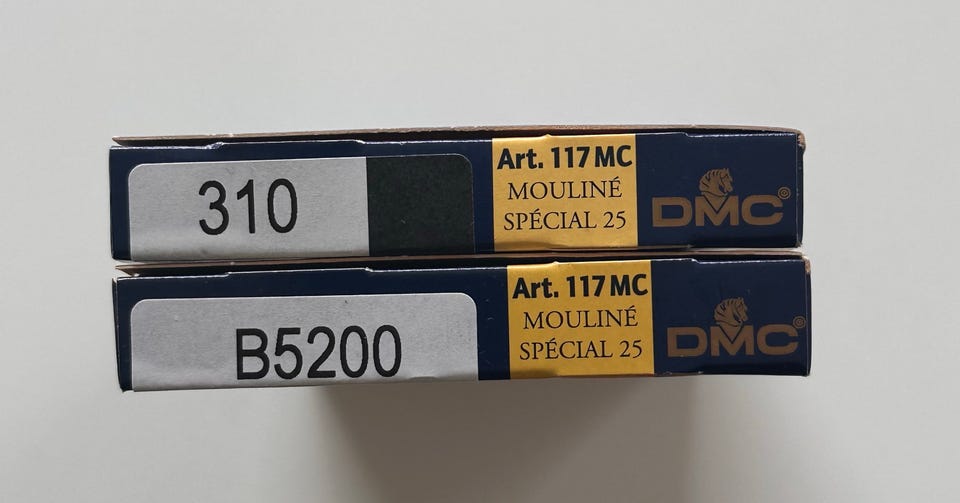 310
Art. 117 MC
MOULINÉ
SPÉCIAL 25
DMC®
B5200
Art. 117 MC
MOULINÉ
SPÉCIAL 25
DMC®